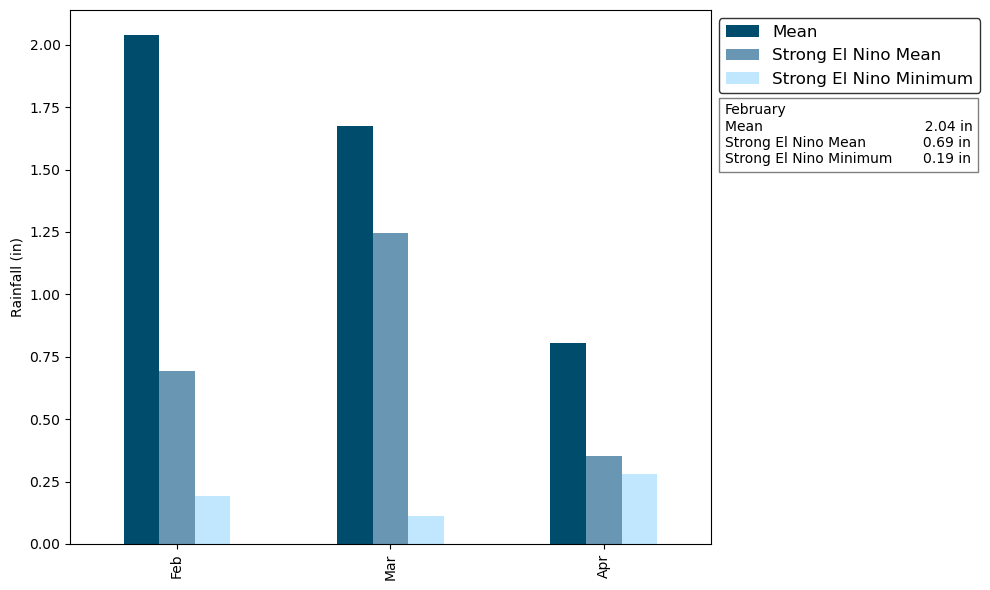 Mean
Strong El Nino Mean
Strong El Nino Minimum
February
Mean 2.04 in
Strong El Nino Mean 0.69 in
Strong El Nino Minimum 0.19 in
Rainfall (in)
2.00
1.75
1.50
1.25
1.00
0.75
0.50
0.25
0.00
Feb
Mar
Apr